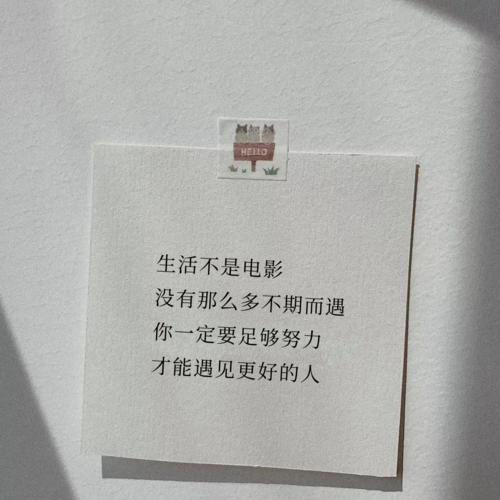 HELLO
生活不是电影
没有那么多不期而遇
你一定要足够努力
才能遇见更好的人